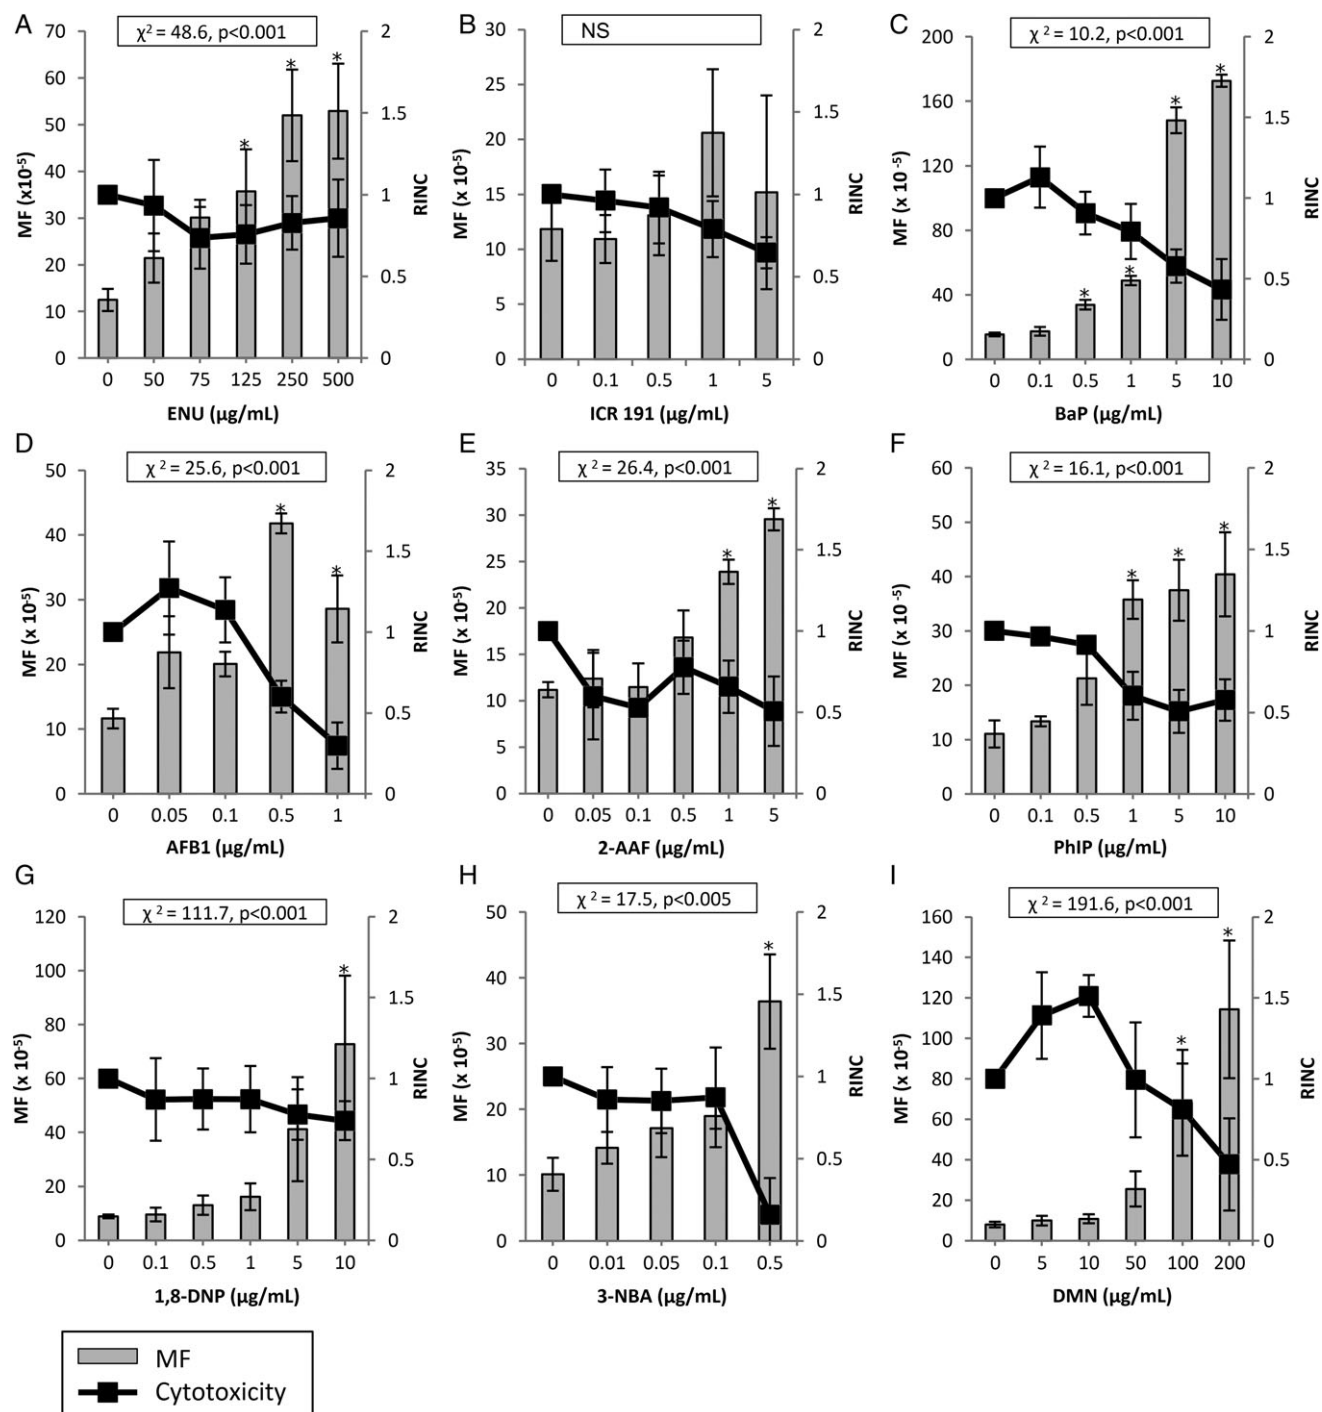 A
χ² = 48.6, p<0.001
70
60
50
40
30
20
10
0
MF (x10⁻⁵)
2
1.5
1
0.5
0
RINC
* * *
0 50 75 125 250 500
ENU (µg/mL)
B
NS
30
25
20
15
10
5
0
MF (x 10⁻⁵)
2
1.5
1
0.5
0
RINC
0 0.1 0.5 1 5
ICR 191 (µg/mL)
C
χ² = 10.2, p<0.001
200
160
120
80
40
0
MF (x 10⁻⁵)
2
1.5
1
0.5
0
RINC
* * * *
0 0.1 0.5 1 5 10
BaP (µg/mL)
D
χ² = 25.6, p<0.001
50
40
30
20
10
0
MF (x 10⁻⁵)
2
1.5
1
0.5
0
RINC
* *
0 0.05 0.1 0.5 1
AFB1 (µg/mL)
E
χ² = 26.4, p<0.001
35
30
25
20
15
10
5
0
MF (x 10⁻⁵)
2
1.5
1
0.5
0
RINC
* *
0 0.05 0.1 0.5 1 5
2-AAF (µg/mL)
F
χ² = 16.1, p<0.001
60
50
40
30
20
10
0
MF (x 10⁻⁵)
2
1.5
1
0.5
0
RINC
* * *
0 0.1 0.5 1 5 10
PhIP (µg/mL)
G
χ² = 111.7, p<0.001
120
100
80
60
40
20
0
MF (x 10⁻⁵)
2
1.5
1
0.5
0
RINC
*
0 0.1 0.5 1 5 10
1,8-DNP (µg/mL)
H
χ² = 17.5, p<0.005
50
40
30
20
10
0
MF (x 10⁻⁵)
2
1.5
1
0.5
0
RINC
*
0 0.01 0.05 0.1 0.5
3-NBA (µg/mL)
I
χ² = 191.6, p<0.001
160
140
120
100
80
60
40
20
0
MF (x 10⁻⁵)
2
1.5
1
0.5
0
RINC
* *
0 5 10 50 100 200
DMN (µg/mL)
MF
Cytotoxicity